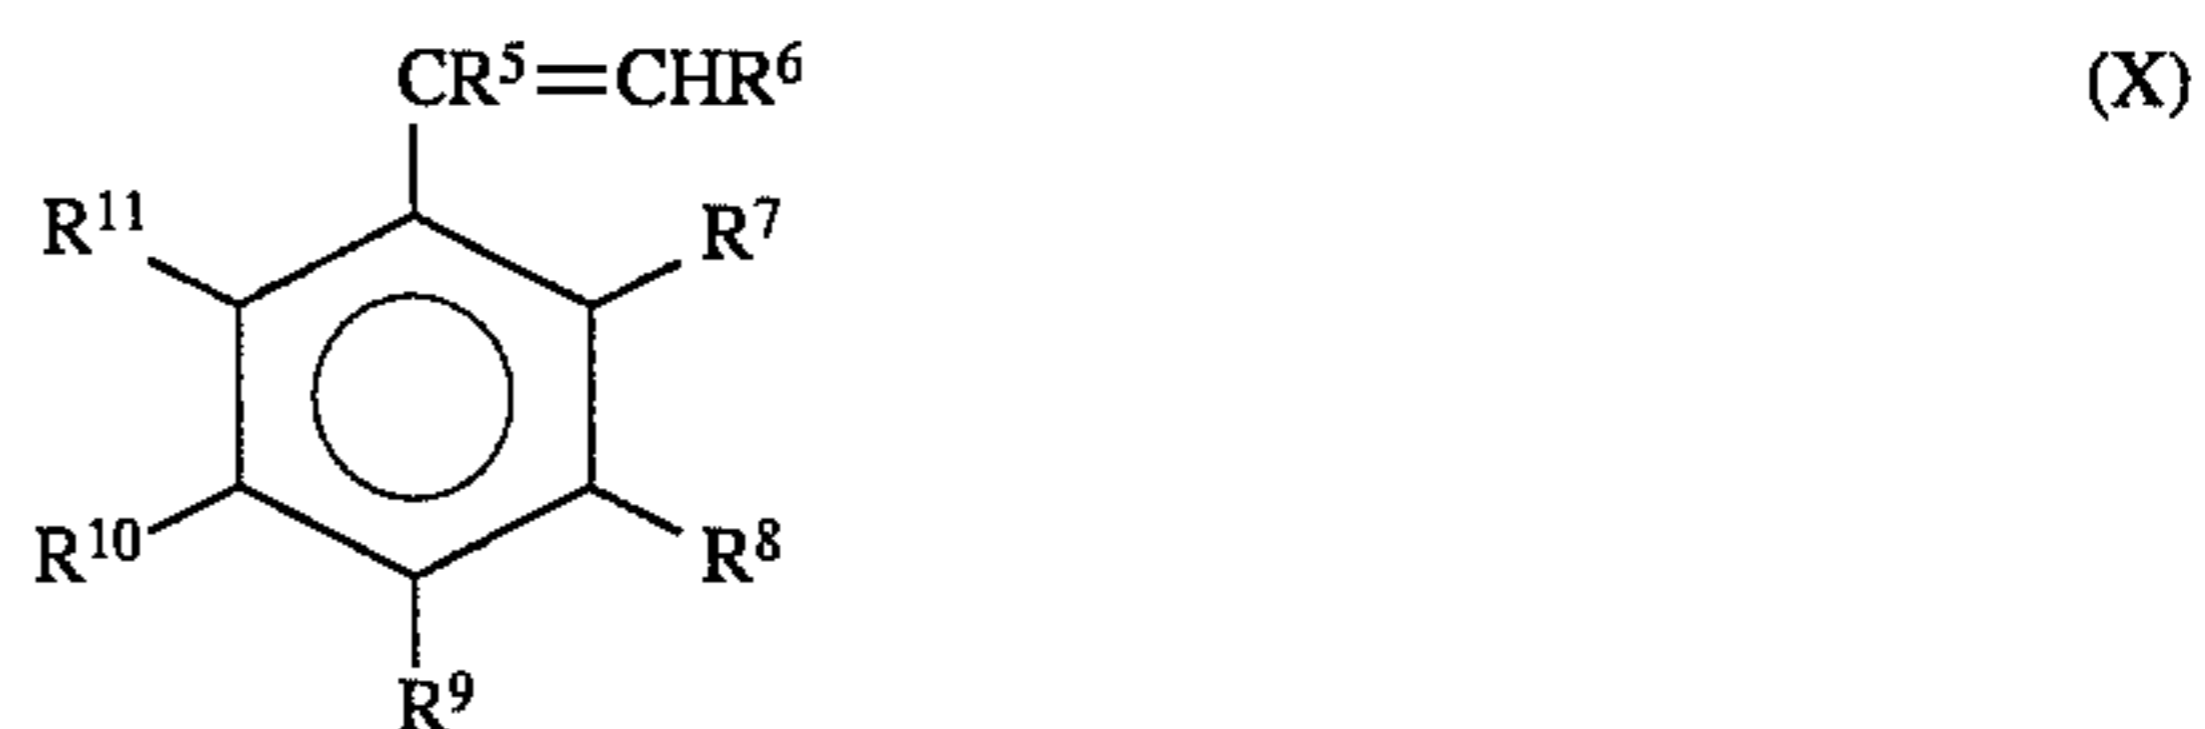 CR⁵=CHR⁶ (X)
R¹¹ R⁷
R¹⁰ R⁸
R⁹